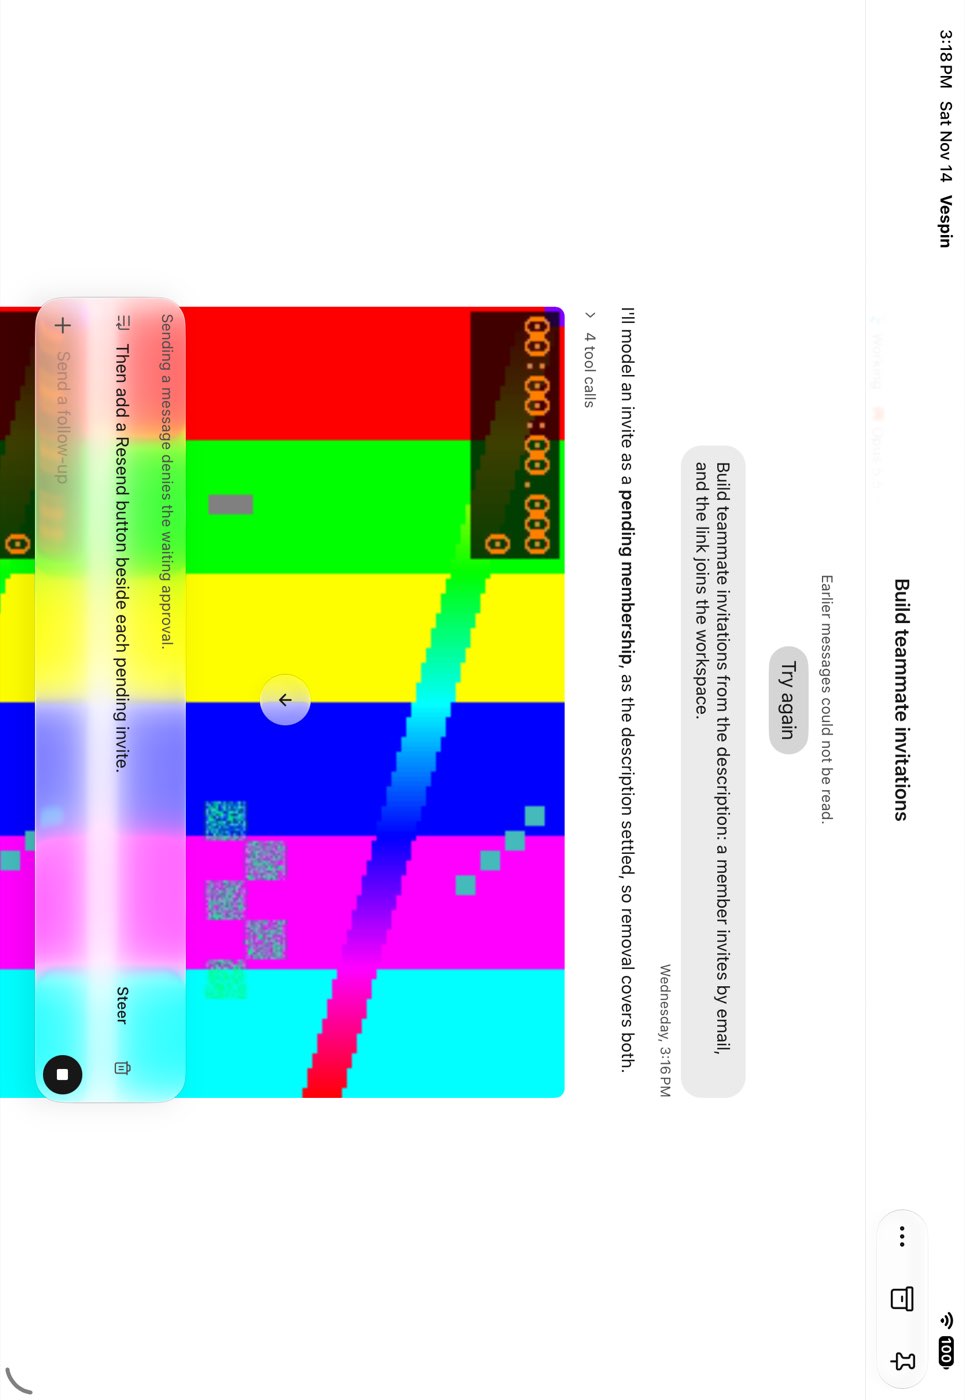 3:18 PM Sat Nov 14 Vespin
100
Build teammate invitations
Working
Earlier messages could not be read.
Try again
Build teammate invitations from the description: a member invites by email,
and the link joins the workspace.
Wednesday, 3:16 PM
I'll model an invite as a pending membership, as the description settled, so removal covers both.
4 tool calls
00:00:00.000
0
Sending a message denies the waiting approval.
Then add a Resend button beside each pending invite.
Steer
Send a follow-up
0